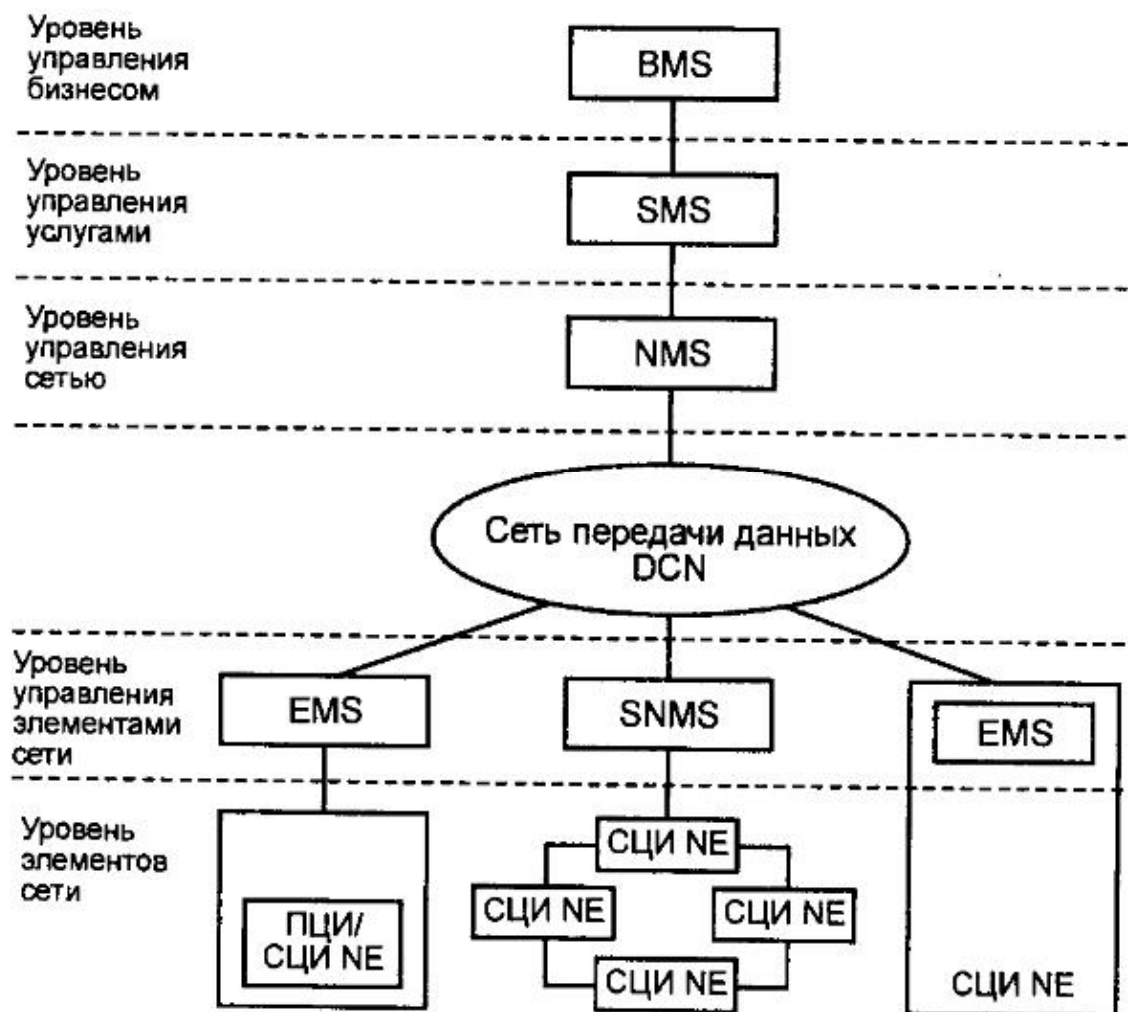 Уровень
управления
бизнесом
BMS
Уровень
управления
услугами
SMS
Уровень
управления
сетью
NMS
Сеть передачи данных
DCN
Уровень
управления
элементами
сети
EMS
SNMS
EMS
Уровень
элементов
сети
ПЦИ/
СЦИ NE
СЦИ NE
СЦИ NE
СЦИ NE
СЦИ NE
СЦИ NE